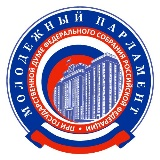 МОЛОДЕЖНЫЙ ПАРЛАМЕНТ
ПРИ ГОСУДАРСТВЕННОЙ ДУМЕ ФЕДЕРАЛЬНОГО СОБРАНИЯ РОССИЙСКОЙ ФЕДЕРАЦИИ